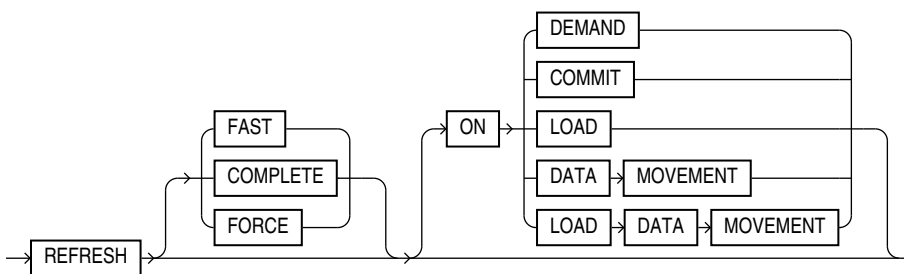 DEMAND
COMMIT
FAST
ON
LOAD
COMPLETE
DATA MOVEMENT
FORCE
LOAD DATA MOVEMENT
REFRESH